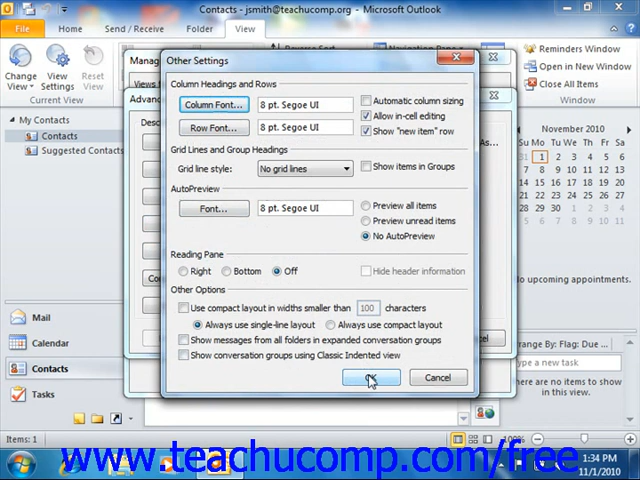 Contacts - jsmith@teachucomp.org - Microsoft Outlook
File Home Send / Receive Folder View
Change View
View Settings
Reset View
Current View
Reminders Window
Open in New Window
Close All Items
My Contacts
Contacts
Suggested Contacts
Mail
Calendar
Contacts
Tasks
Items: 1
Other Settings
Column Headings and Rows
Column Font... 8 pt. Segoe UI
Automatic column sizing
Row Font... 8 pt. Segoe UI
Allow in-cell editing
Show "new item" row
Grid Lines and Group Headings
Grid line style: No grid lines
Show items in Groups
AutoPreview
Font... 8 pt. Segoe UI
Preview all items
Preview unread items
No AutoPreview
Reading Pane
Right Bottom Off
Hide header information
Other Options
Use compact layout in widths smaller than 100 characters
Always use single-line layout Always use compact layout
Show messages from all folders in expanded conversation groups
Show conversation groups using Classic Indented view
Cancel
November 2010
Su Mo Tu We Th Fr Sa
31 1 2 3 4 5 6
7 8 9 10 11 12 13
14 15 16 17 18 19 20
21 22 23 24 25 26 27
28 29 30
No upcoming appointments.
Arrange By: Flag: Due ...
Type a new task
There are no items to show
in this view.
100%
www.teachucomp.com/free
1:34 PM
11/1/2010